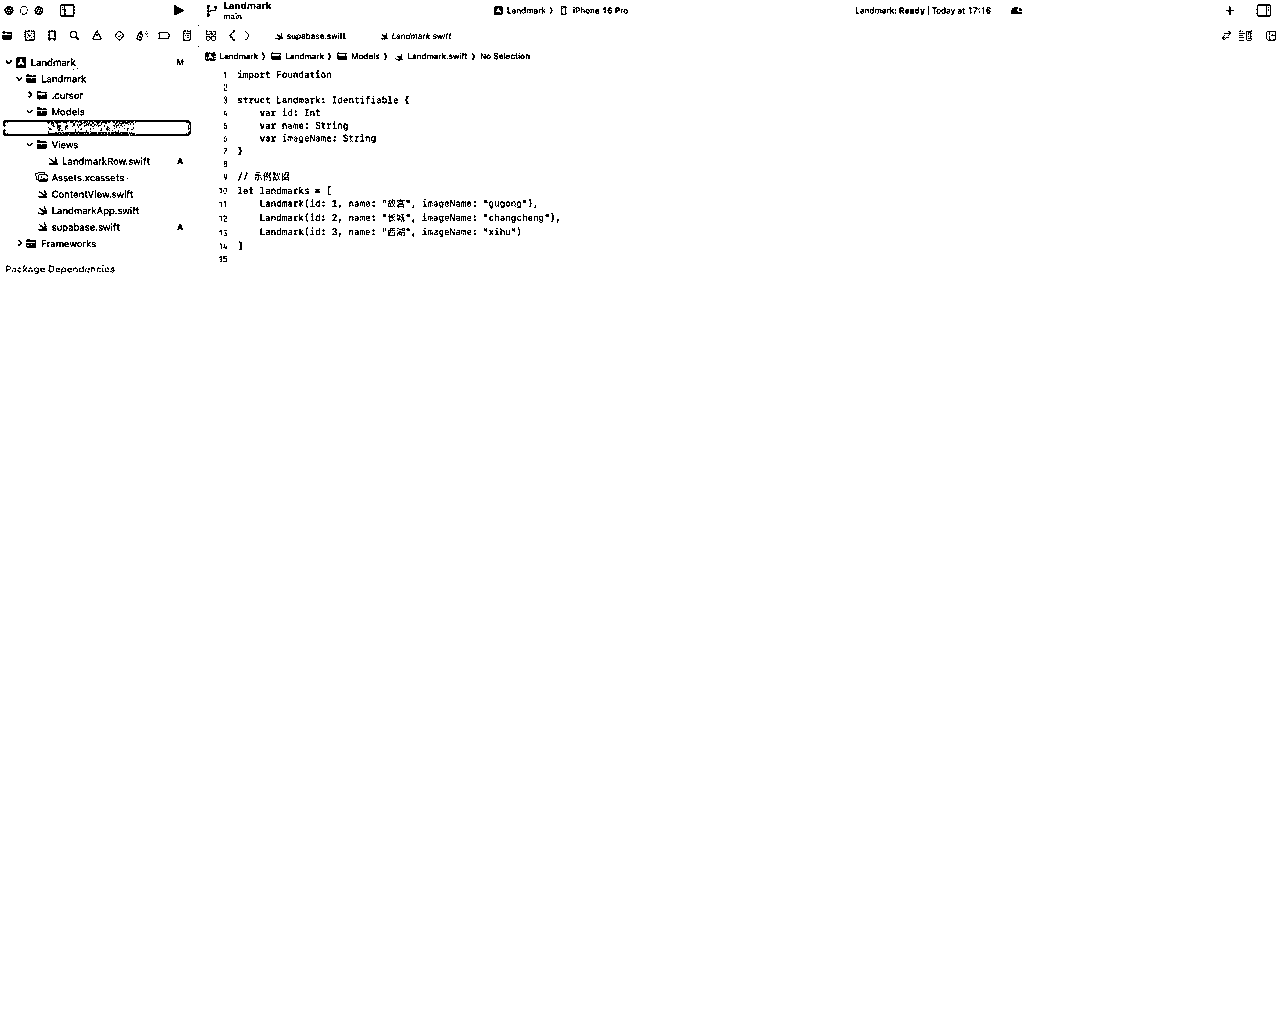 Landmark
main
Landmark › iPhone 16 Pro
Landmark: Ready | Today at 17:16
supabase.swift
Landmark.swift
Landmark › Landmark › Models › Landmark.swift › No Selection
Landmark M
Landmark
.cursor
Models
Views
LandmarkRow.swift A
Assets.xcassets
ContentView.swift
LandmarkApp.swift
supabase.swift A
Frameworks
Package Dependencies
1 import Foundation
2
3 struct Landmark: Identifiable {
4 var id: Int
5 var name: String
6 var imageName: String
7 }
8
9 // 示例数据
10 let landmarks = [
11 Landmark(id: 1, name: "故宫", imageName: "gugong"),
12 Landmark(id: 2, name: "长城", imageName: "changcheng"),
13 Landmark(id: 3, name: "西湖", imageName: "xihu")
14 ]
15